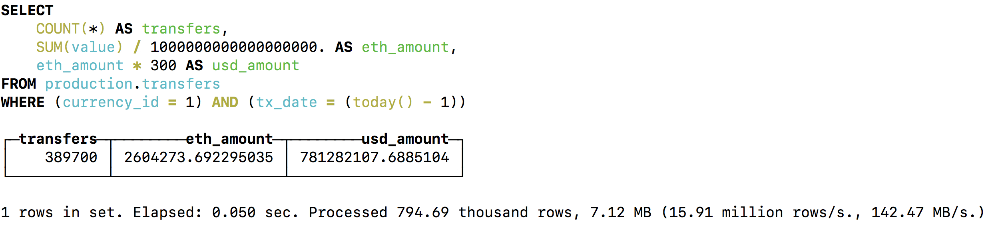 SELECT
    COUNT(*) AS transfers,
    SUM(value) / 1000000000000000000. AS eth_amount,
    eth_amount * 300 AS usd_amount
FROM production.transfers
WHERE (currency_id = 1) AND (tx_date = (today() - 1))
transfers eth_amount usd_amount
389700 2604273.692295035 781282107.6885104
1 rows in set. Elapsed: 0.050 sec. Processed 794.69 thousand rows, 7.12 MB (15.91 million rows/s., 142.47 MB/s.)